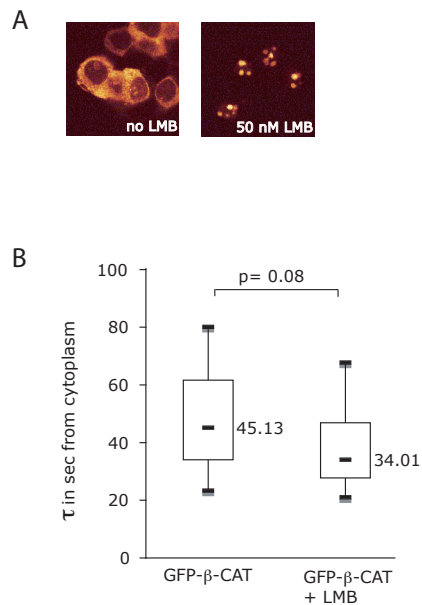 A
no LMB
50 nM LMB
B
p= 0.08
τ in sec from cytoplasm
100
80
60
40
20
0
45.13
34.01
GFP-β-CAT
GFP-β-CAT
+ LMB